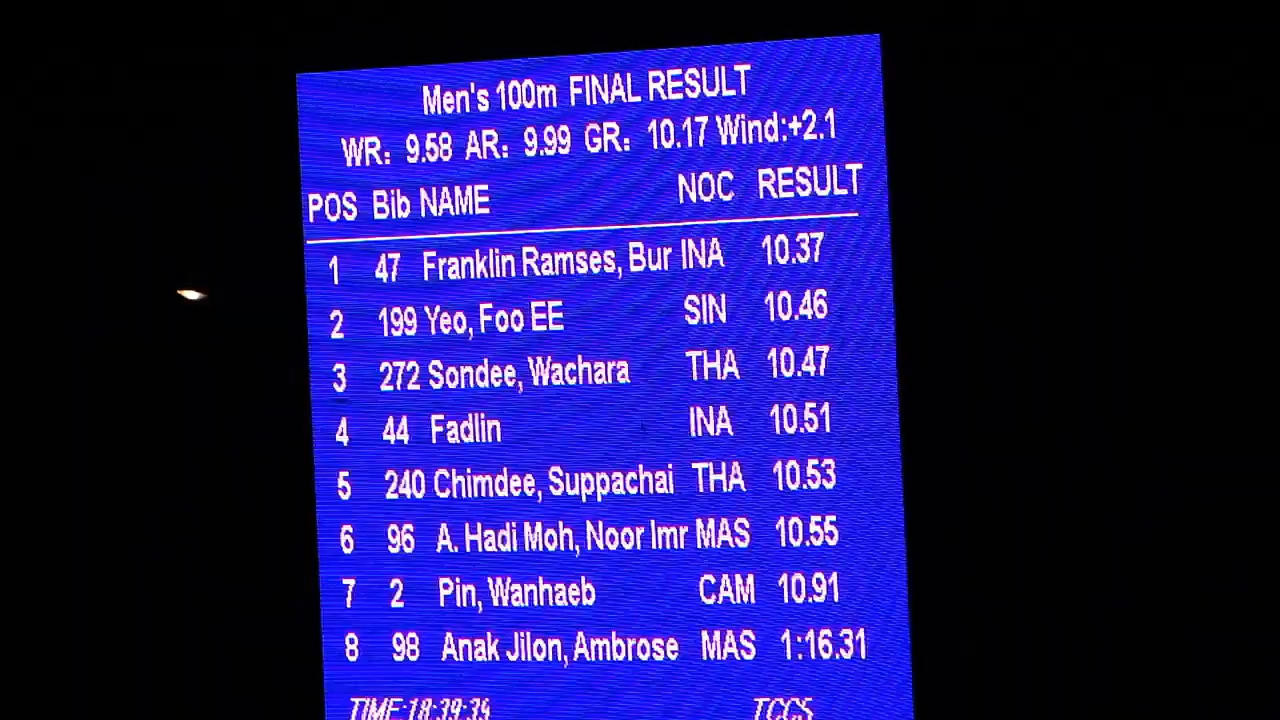 Men's 100m FINAL RESULT
WR: 9.58 AR: 9.99 GR: 10.17 Wind:+2.1
POS Bib NAME NOC RESULT
1 47 Franklin Ramses, Bur INA 10.37
2 199 Yeo, Foo EE SIN 10.46
3 272 Sondee, Wachara THA 10.47
4 44 Fadlin INA 10.51
5 240 Chimdee, Suppachai THA 10.53
6 96 A. Hadi Moh, Noor Imr MAS 10.55
7 2 Pin, Wanhaeb CAM 10.91
8 98 Anak Jilon, Ambrose MAS 1:16.31
TIME:18:39:39